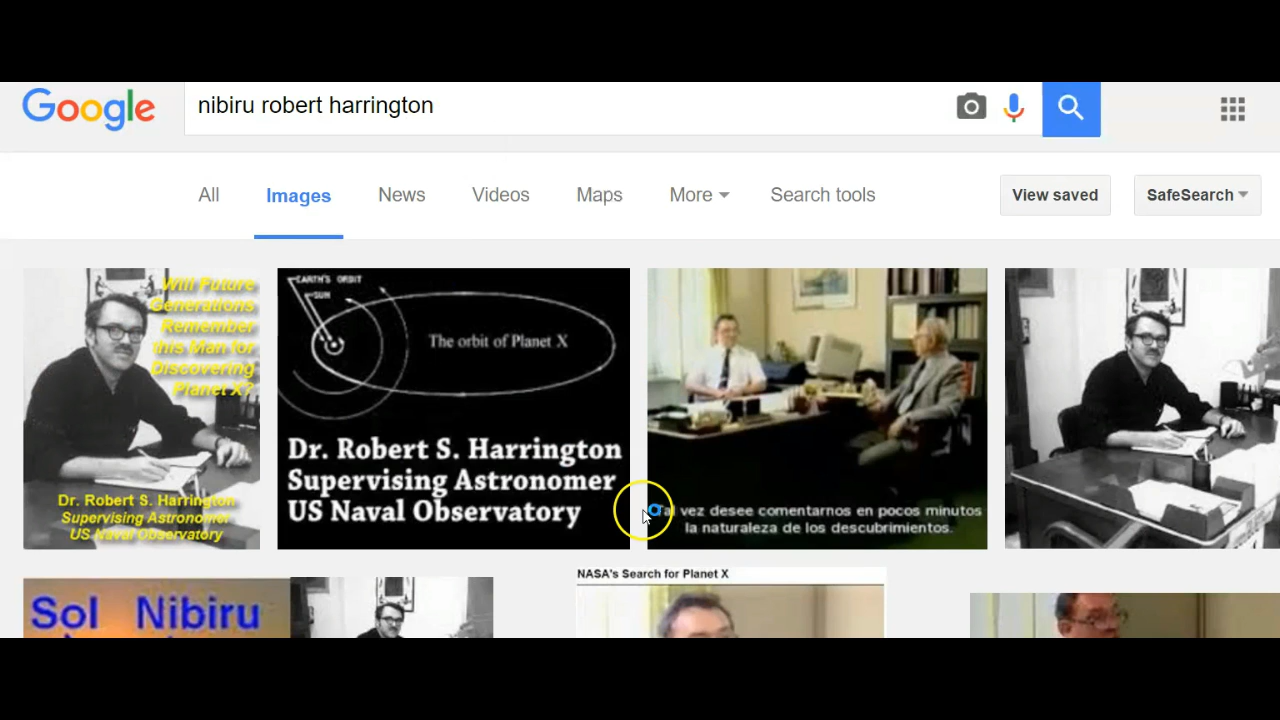 Google
nibiru robert harrington
All
Images
News
Videos
Maps
More
Search tools
View saved
SafeSearch
Will Future
Generations
Remember
this Man for
Discovering
Planet X?
Dr. Robert S. Harrington
Supervising Astronomer
US Naval Observatory
EARTH'S ORBIT
SUN
The orbit of Planet X
Dr. Robert S. Harrington
Supervising Astronomer
US Naval Observatory
vez desee comentarnos en pocos minutos
la naturaleza de los descubrimientos.
Sol Nibiru
NASA's Search for Planet X